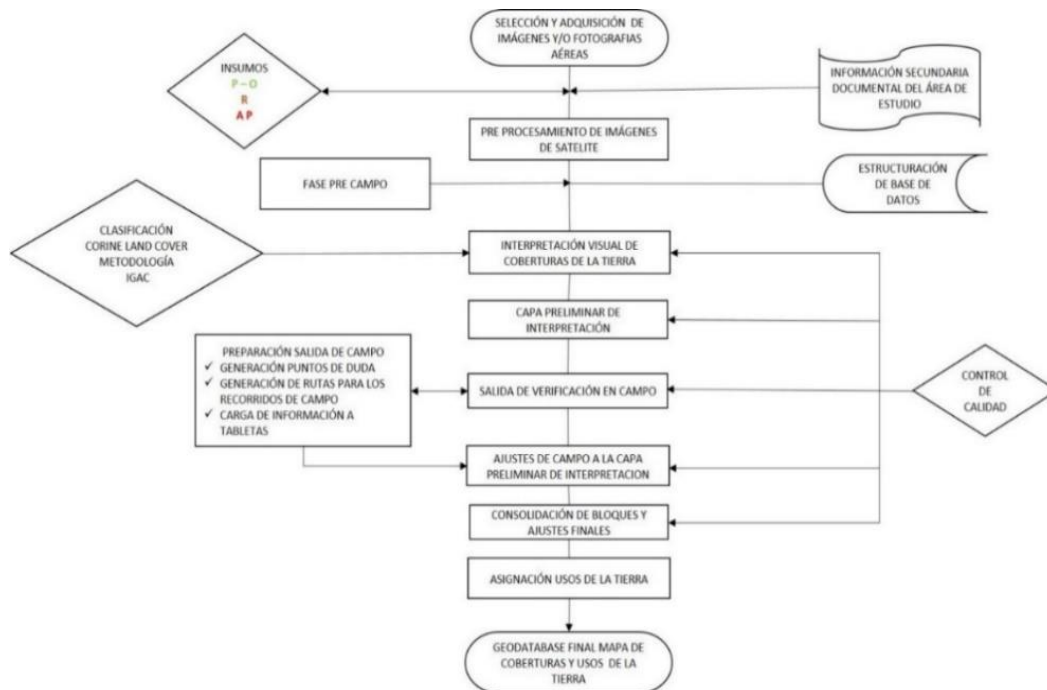 SELECCIÓN Y ADQUISICIÓN DE
IMÁGENES Y/O FOTOGRAFIAS
AÉREAS
INSUMOS
P – O
R
A P
INFORMACIÓN SECUNDARIA
DOCUMENTAL DEL ÁREA DE
ESTUDIO
PRE PROCESAMIENTO DE IMÁGENES
DE SATELITE
FASE PRE CAMPO
ESTRUCTURACIÓN
DE BASE DE
DATOS
CLASIFICACIÓN
CORINE LAND COVER
METODOLOGÍA
IGAC
INTERPRETACIÓN VISUAL DE
COBERTURAS DE LA TIERRA
CAPA PRELIMINAR DE
INTERPRETACIÓN
PREPARACIÓN SALIDA DE CAMPO
✓ GENERACIÓN PUNTOS DE DUDA
✓ GENERACIÓN DE RUTAS PARA LOS
RECORRIDOS DE CAMPO
✓ CARGA DE INFORMACIÓN A
TABLETAS
SALIDA DE VERIFICACIÓN EN CAMPO
CONTROL
DE
CALIDAD
AJUSTES DE CAMPO A LA CAPA
PRELIMINAR DE INTERPRETACION
CONSOLIDACIÓN DE BLOQUES Y
AJUSTES FINALES
ASIGNACIÓN USOS DE LA TIERRA
GEODATABASE FINAL MAPA DE
COBERTURAS Y USOS DE LA
TIERRA